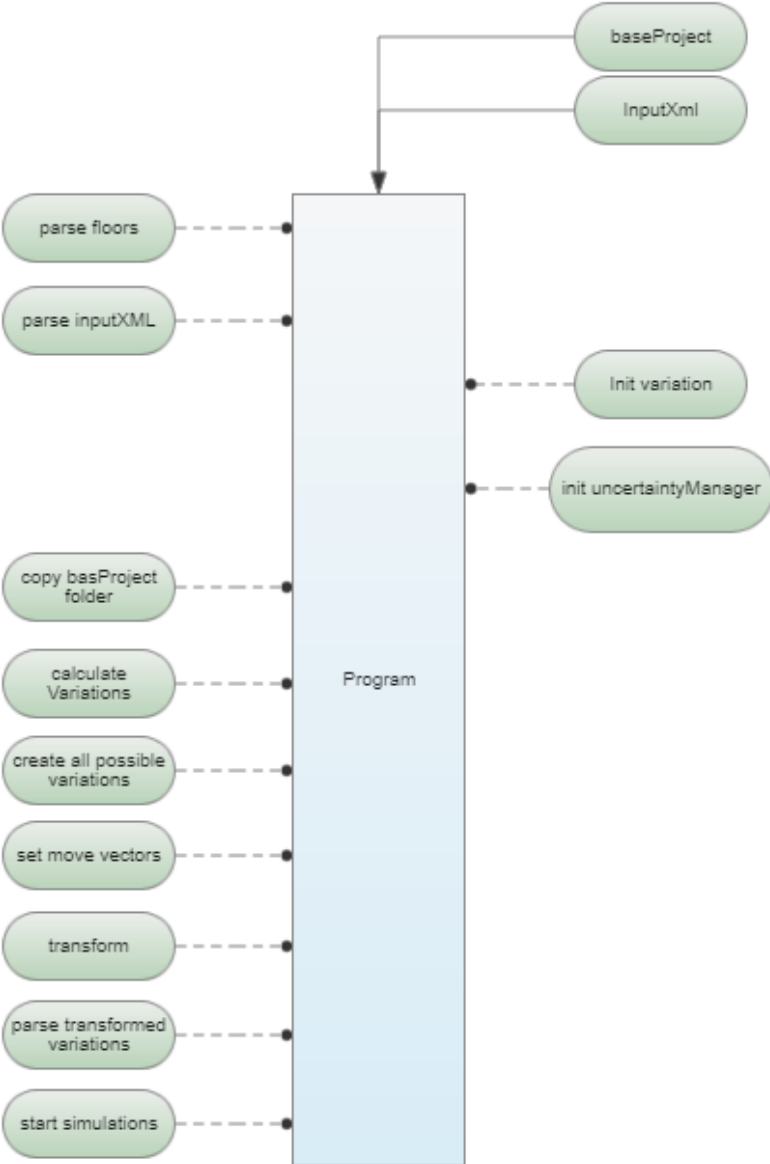 baseProject
InputXml
parse floors
parse inputXML
Init variation
init uncertaintyManager
copy basProject
folder
calculate
Variations
Program
create all possible
variations
set move vectors
transform
parse transformed
variations
start simulations